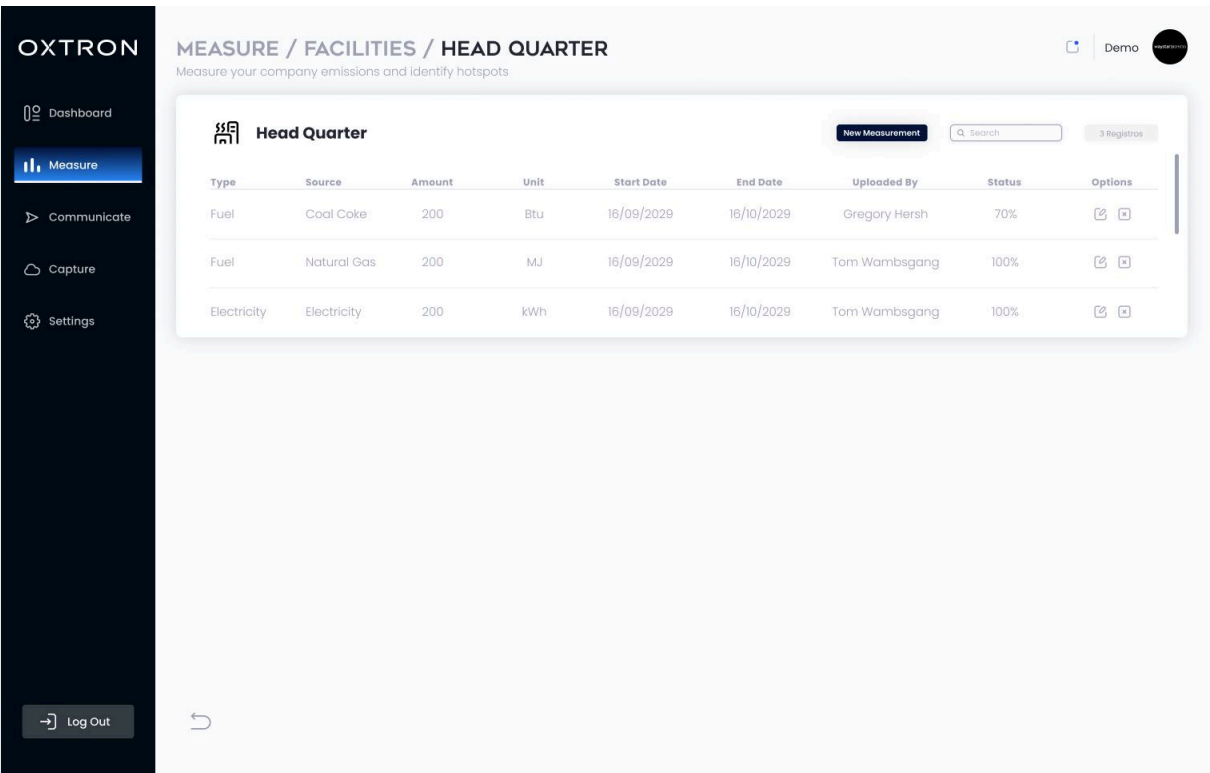 OXTRON
MEASURE / FACILITIES / HEAD QUARTER
Measure your company emissions and identify hotspots
Demo
Dashboard
Measure
Communicate
Capture
Settings
Log Out
Head Quarter
New Measurement
Search
3 Registros
Type Source Amount Unit Start Date End Date Uploaded By Status Options
Fuel Coal Coke 200 Btu 16/09/2029 16/10/2029 Gregory Hersh 70%
Fuel Natural Gas 200 MJ 16/09/2029 16/10/2029 Tom Wambsgang 100%
Electricity Electricity 200 kWh 16/09/2029 16/10/2029 Tom Wambsgang 100%